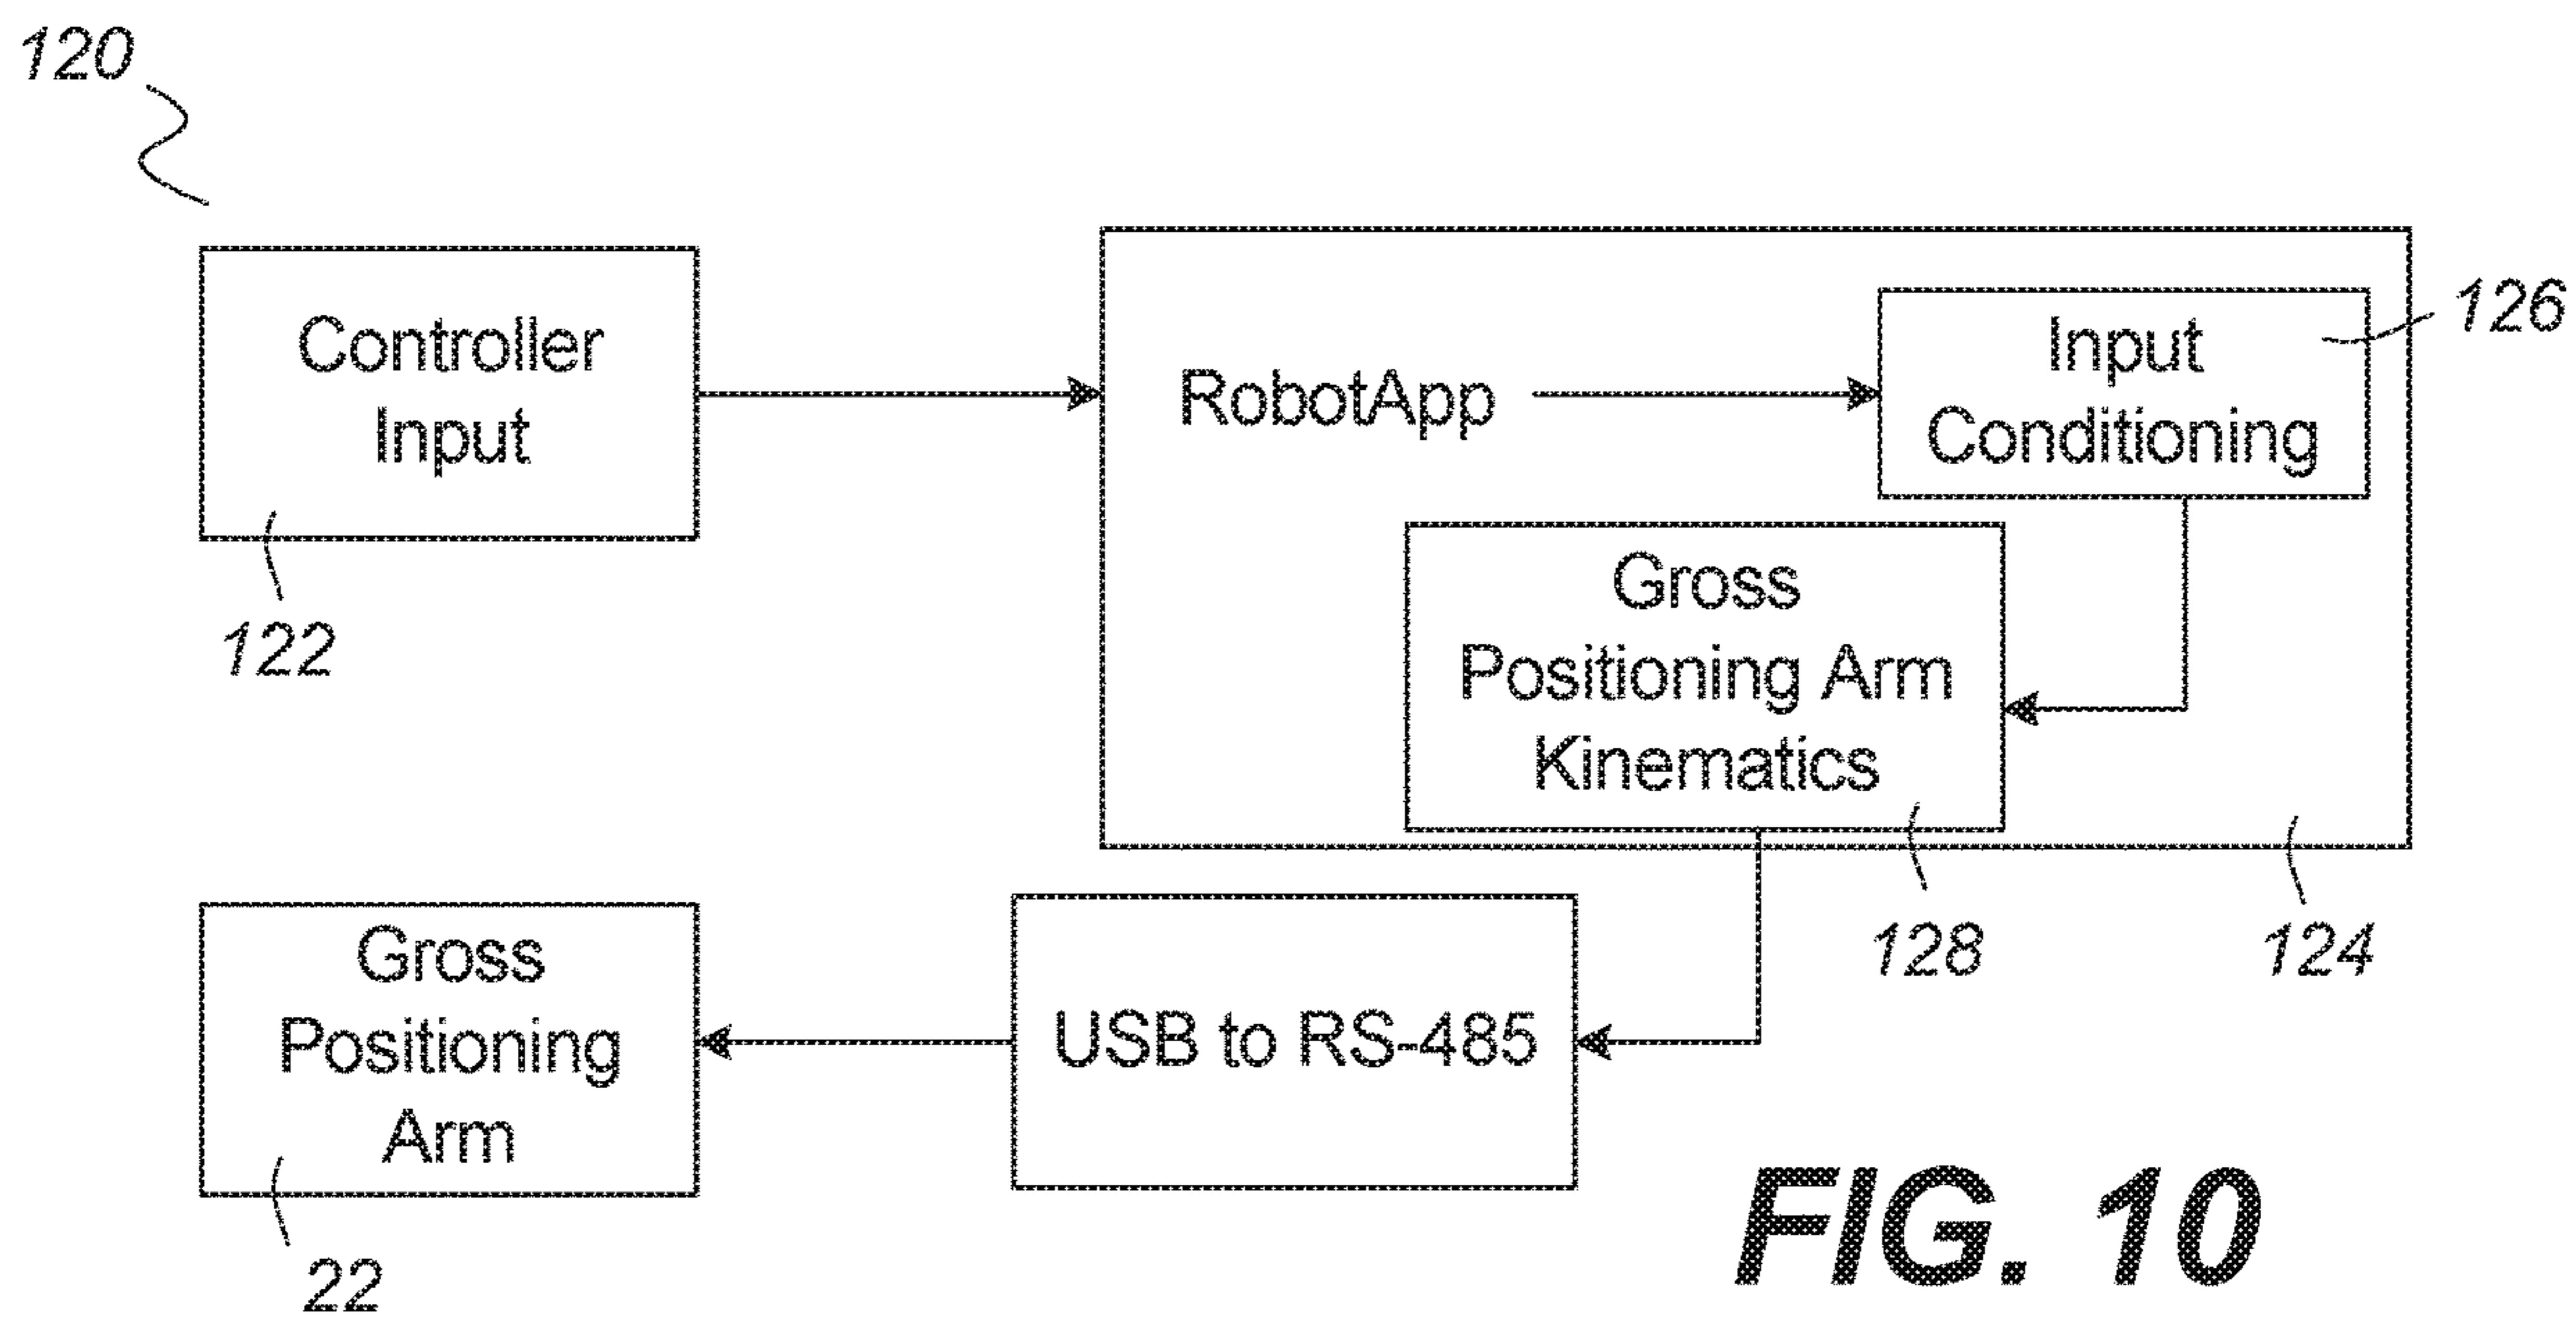 120
Controller
Input
122
RobotApp
Input
Conditioning
126
Gross
Positioning Arm
Kinematics
128
124
Gross
Positioning
Arm
22
USB to RS-485
FIG. 10